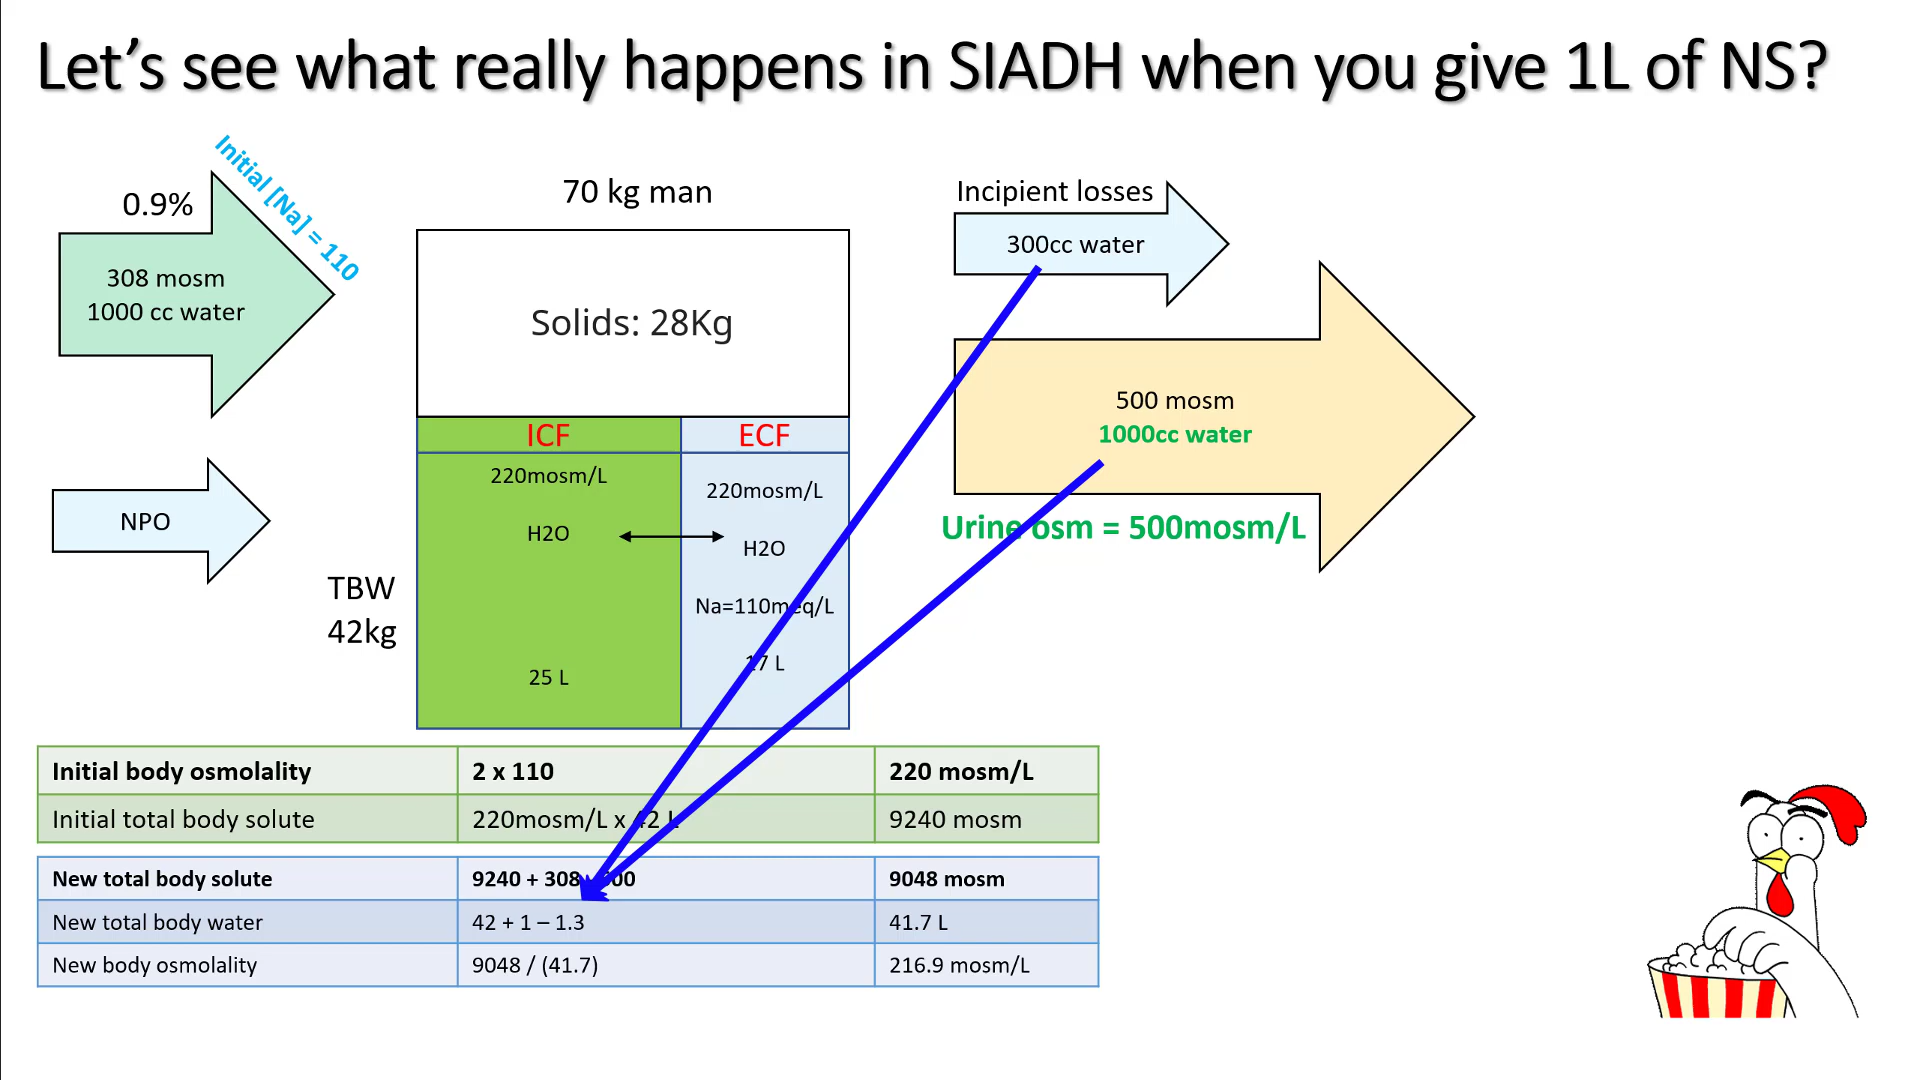 Let's see what really happens in SIADH when you give 1L of NS?
Initial [Na] = 110
0.9%
308 mosm
1000 cc water
NPO
70 kg man
Solids: 28Kg
ICF
220mosm/L
H2O
25 L
ECF
220mosm/L
H2O
Na=110meq/L
17 L
TBW
42kg
Incipient losses
300cc water
500 mosm
1000cc water
Urine osm = 500mosm/L
Initial body osmolality 2 x 110 220 mosm/L
Initial total body solute 220mosm/L x 42 L 9240 mosm
New total body solute 9240 + 308 - 500 9048 mosm
New total body water 42 + 1 – 1.3 41.7 L
New body osmolality 9048 / (41.7) 216.9 mosm/L